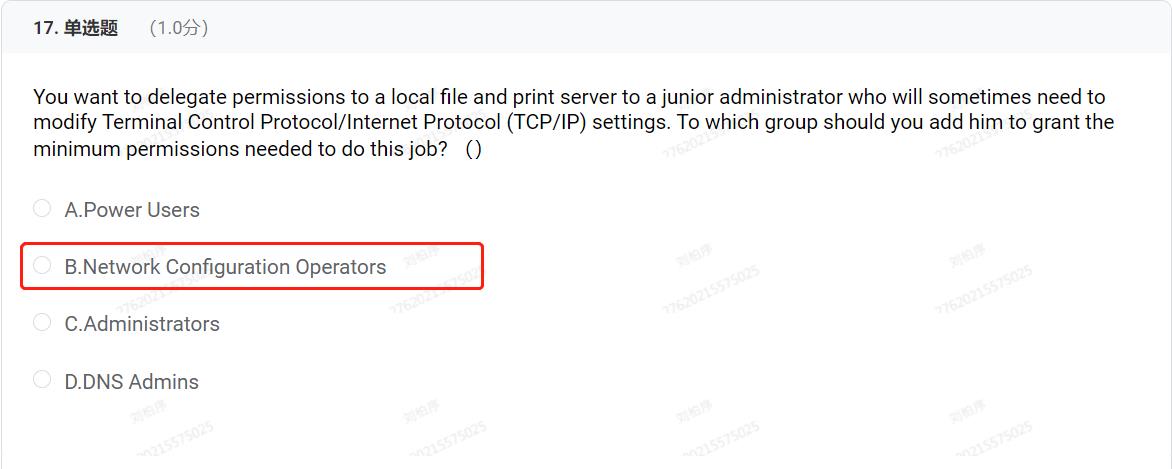 17. 单选题 （1.0分）
You want to delegate permissions to a local file and print server to a junior administrator who will sometimes need to
modify Terminal Control Protocol/Internet Protocol (TCP/IP) settings. To which group should you add him to grant the
minimum permissions needed to do this job? ()
A.Power Users
B.Network Configuration Operators
C.Administrators
D.DNS Admins